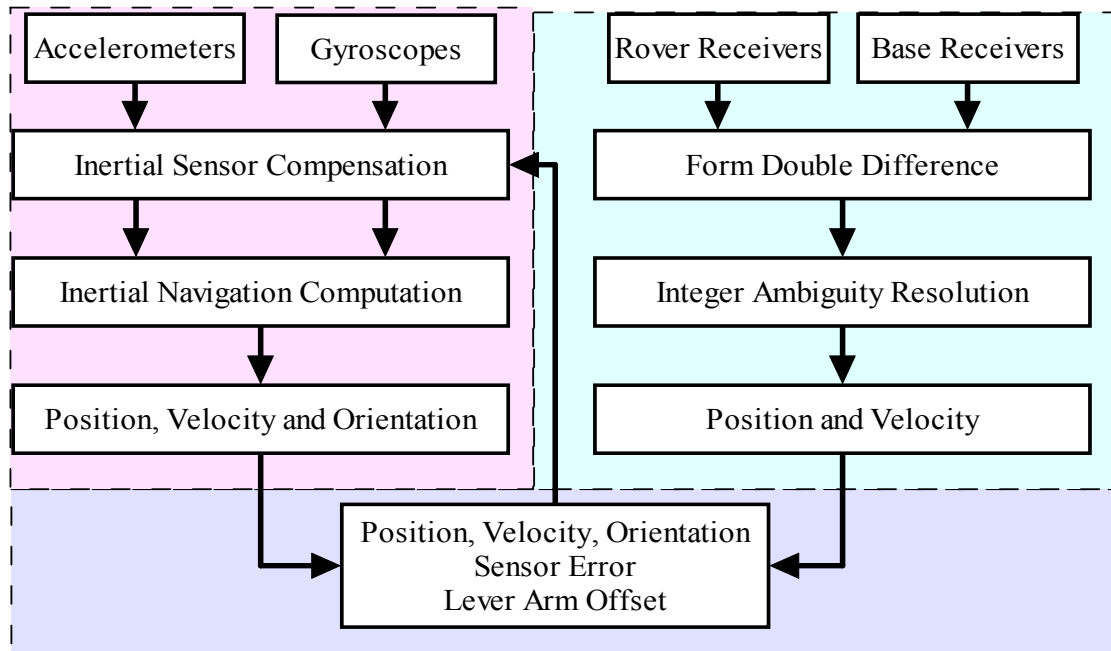 Accelerometers
Gyroscopes
Rover Receivers
Base Receivers
Inertial Sensor Compensation
Form Double Difference
Inertial Navigation Computation
Integer Ambiguity Resolution
Position, Velocity and Orientation
Position and Velocity
Position, Velocity, Orientation
Sensor Error
Lever Arm Offset